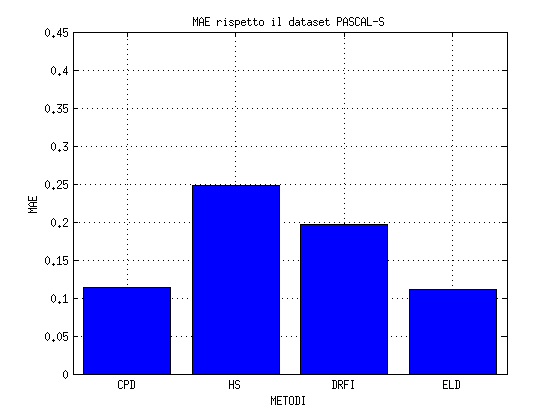 MAE rispetto il dataset PASCAL-S
0.45
0.4
0.35
0.3
0.25
0.2
0.15
0.1
0.05
0
MAE
CPD HS DRFI ELD
METODI